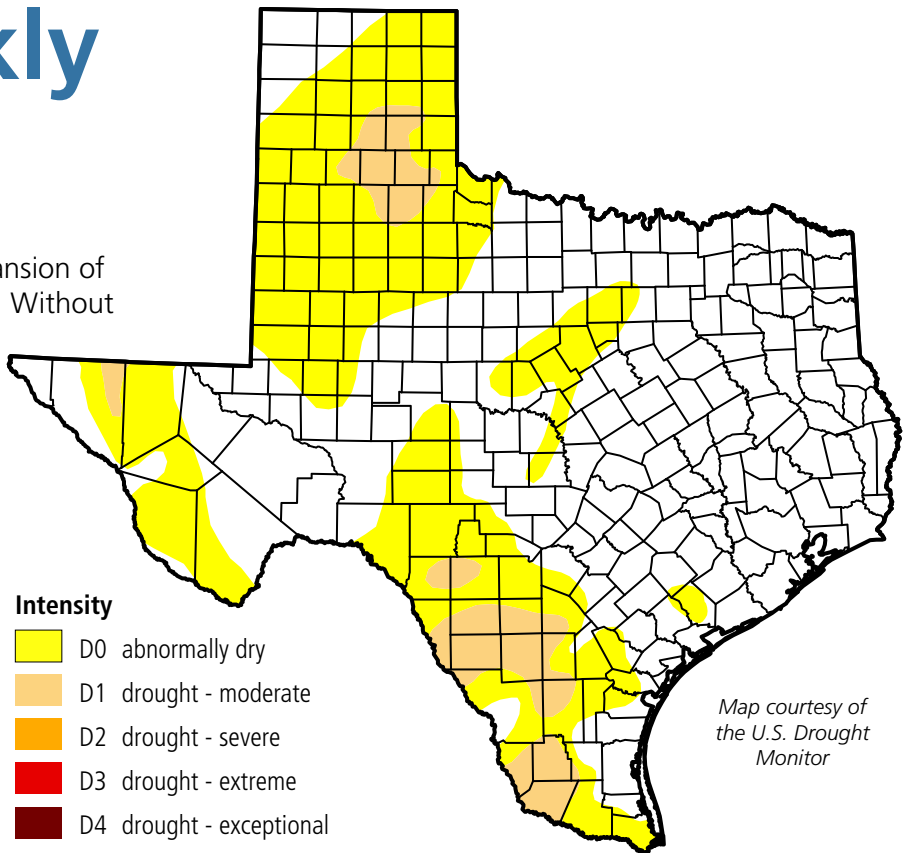 kly
ansion of
Without
Intensity
D0 abnormally dry
D1 drought - moderate
D2 drought - severe
D3 drought - extreme
D4 drought - exceptional
Map courtesy of
the U.S. Drought
Monitor